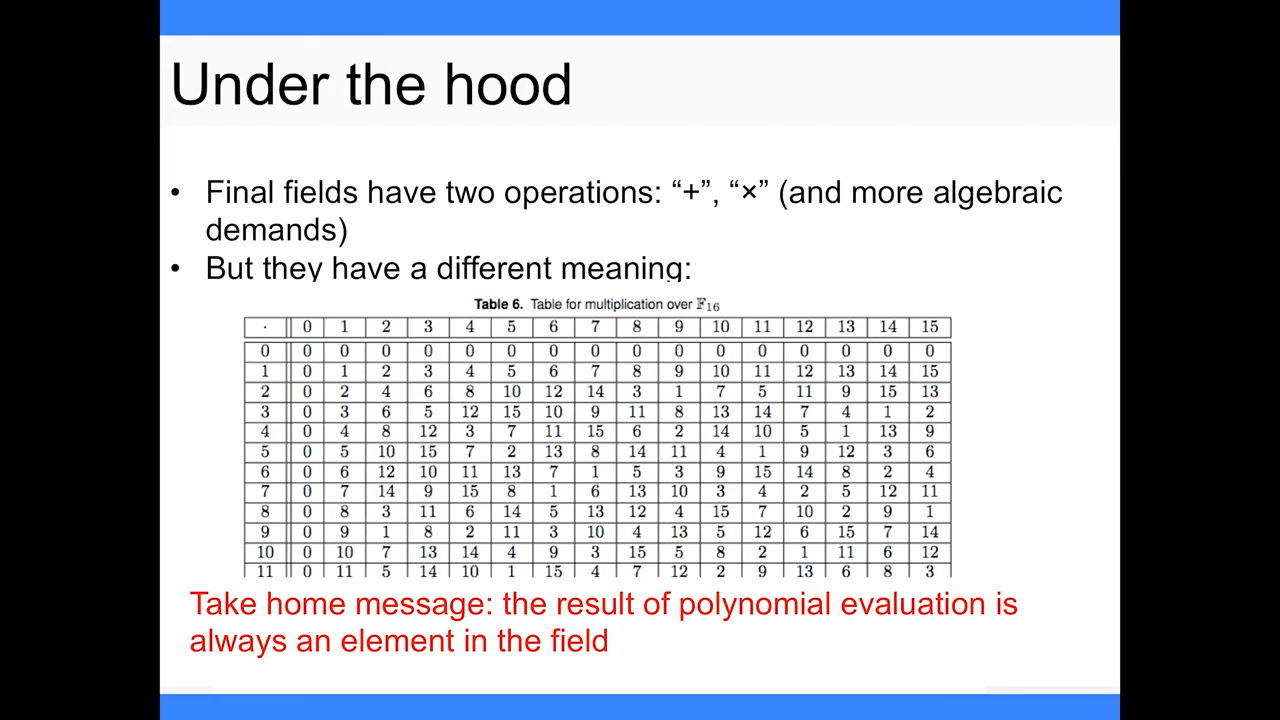 Under the hood
• Final fields have two operations: “+”, “×” (and more algebraic
demands)
• But they have a different meaning:
Table 6. Table for multiplication over 𝔽16
· 0 1 2 3 4 5 6 7 8 9 10 11 12 13 14 15
0 0 0 0 0 0 0 0 0 0 0 0 0 0 0 0 0
1 0 1 2 3 4 5 6 7 8 9 10 11 12 13 14 15
2 0 2 4 6 8 10 12 14 3 1 7 5 11 9 15 13
3 0 3 6 5 12 15 10 9 11 8 13 14 7 4 1 2
4 0 4 8 12 3 7 11 15 6 2 14 10 5 1 13 9
5 0 5 10 15 7 2 13 8 14 11 4 1 9 12 3 6
6 0 6 12 10 11 13 7 1 5 3 9 15 14 8 2 4
7 0 7 14 9 15 8 1 6 13 10 3 4 2 5 12 11
8 0 8 3 11 6 14 5 13 12 4 15 7 10 2 9 1
9 0 9 1 8 2 11 3 10 4 13 5 12 6 15 7 14
10 0 10 7 13 14 4 9 3 15 5 8 2 1 11 6 12
11 0 11 5 14 10 1 15 4 7 12 2 9 13 6 8 3
Take home message: the result of polynomial evaluation is
always an element in the field